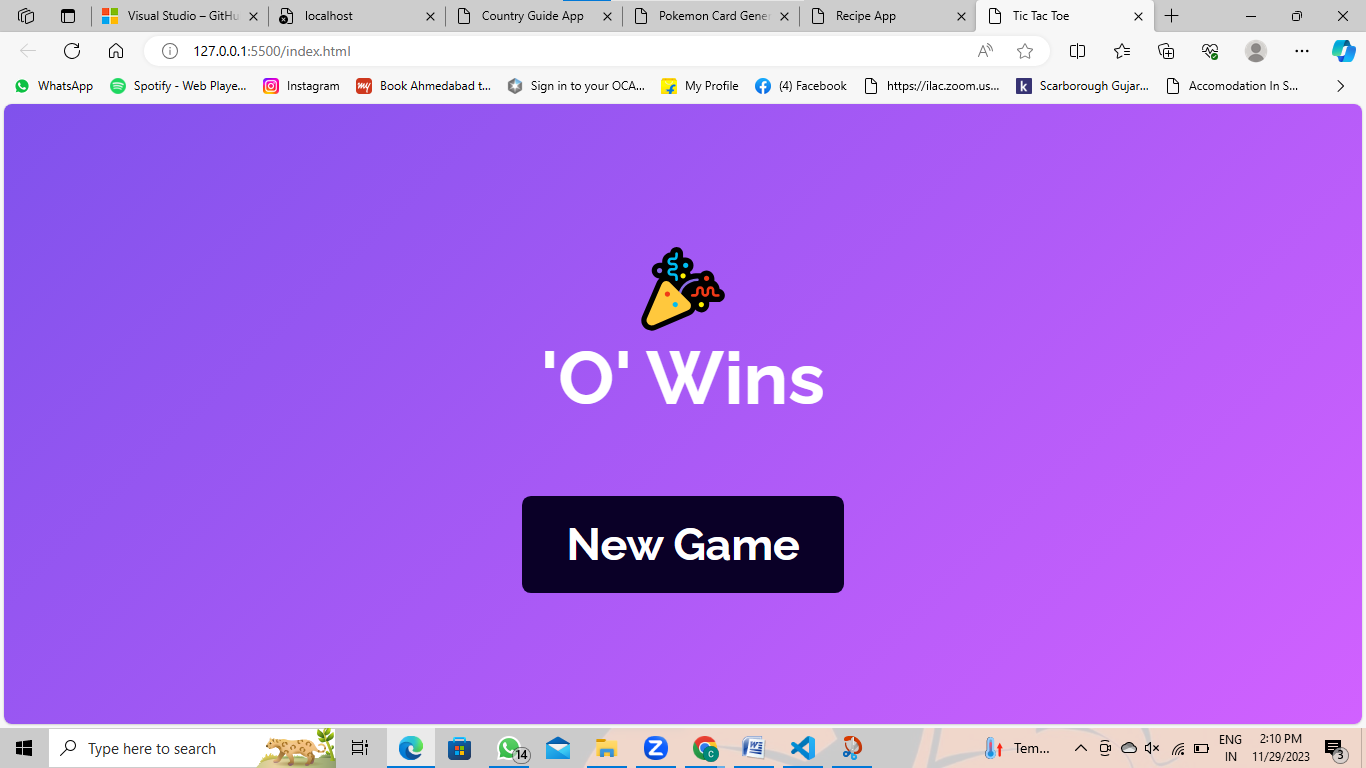 Visual Studio – GitHu
localhost
Country Guide App
Pokemon Card Gene
Recipe App
Tic Tac Toe
127.0.0.1:5500/index.html
WhatsApp
Spotify - Web Playe...
Instagram
Book Ahmedabad t...
Sign in to your OCA...
My Profile
(4) Facebook
https://ilac.zoom.us...
Scarborough Gujar...
Accomodation In S...
'O' Wins
New Game
Type here to search
14
Tem...
ENG
IN
2:10 PM
11/29/2023
3